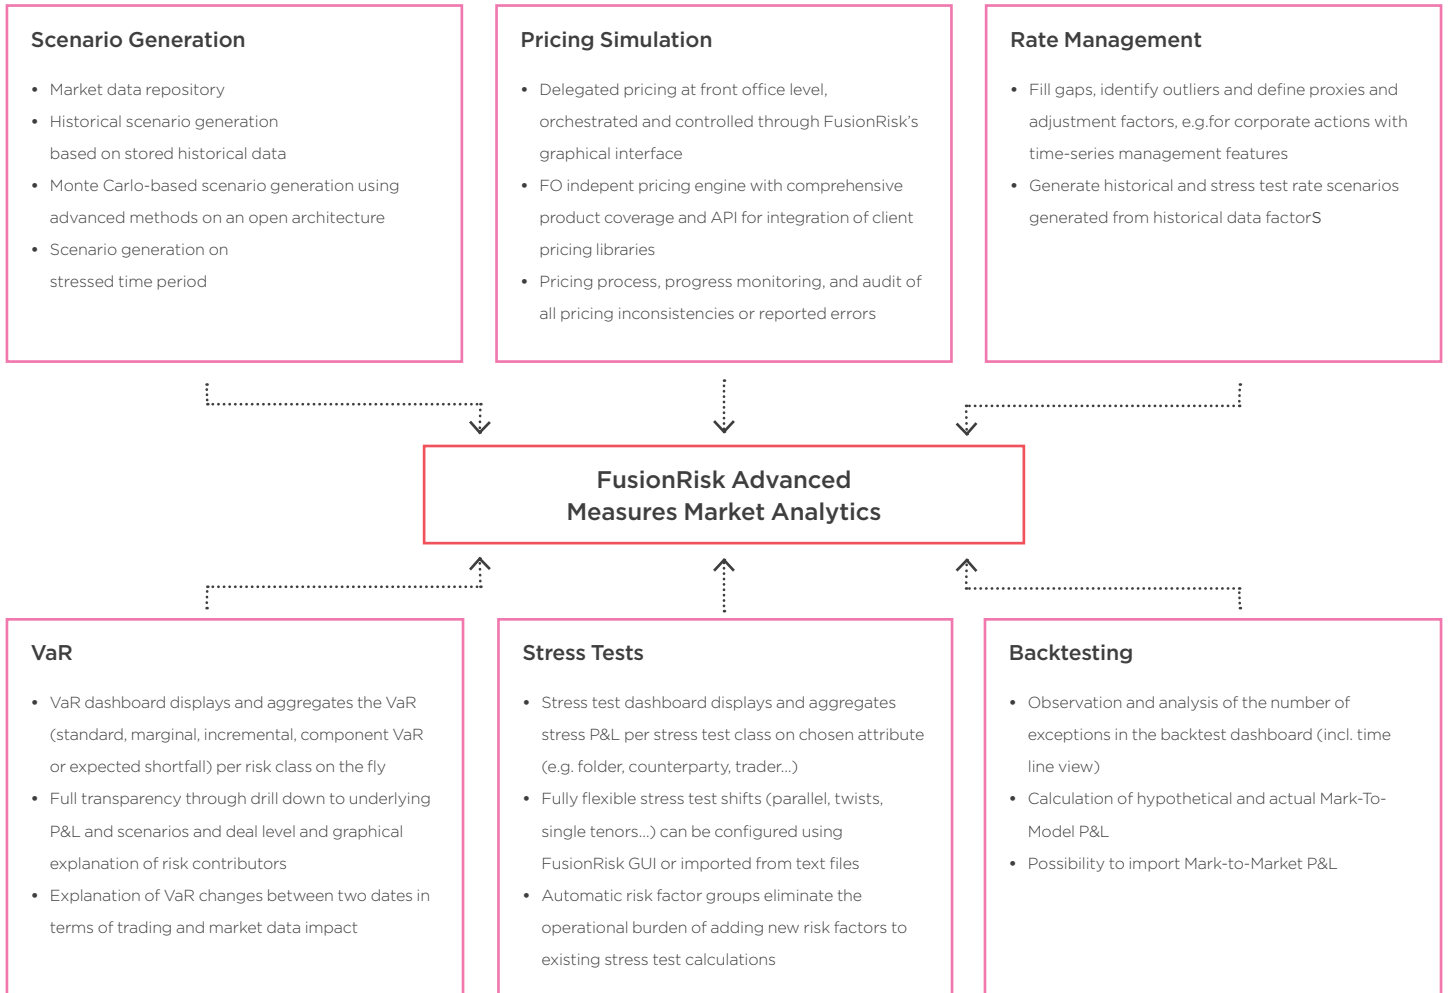 Scenario Generation
• Market data repository
• Historical scenario generation
based on stored historical data
• Monte Carlo-based scenario generation using
advanced methods on an open architecture
• Scenario generation on
stressed time period
Pricing Simulation
• Delegated pricing at front office level,
orchestrated and controlled through FusionRisk's
graphical interface
• FO indepent pricing engine with comprehensive
product coverage and API for integration of client
pricing libraries
• Pricing process, progress monitoring, and audit of
all pricing inconsistencies or reported errors
Rate Management
• Fill gaps, identify outliers and define proxies and
adjustment factors, e.g.for corporate actions with
time-series management features
• Generate historical and stress test rate scenarios
generated from historical data factorS
FusionRisk Advanced
Measures Market Analytics
VaR
• VaR dashboard displays and aggregates the VaR
(standard, marginal, incremental, component VaR
or expected shortfall) per risk class on the fly
• Full transparency through drill down to underlying
P&L and scenarios and deal level and graphical
explanation of risk contributors
• Explanation of VaR changes between two dates in
terms of trading and market data impact
Stress Tests
• Stress test dashboard displays and aggregates
stress P&L per stress test class on chosen attribute
(e.g. folder, counterparty, trader...)
• Fully flexible stress test shifts (parallel, twists,
single tenors...) can be configured using
FusionRisk GUI or imported from text files
• Automatic risk factor groups eliminate the
operational burden of adding new risk factors to
existing stress test calculations
Backtesting
• Observation and analysis of the number of
exceptions in the backtest dashboard (incl. time
line view)
• Calculation of hypothetical and actual Mark-To-
Model P&L
• Possibility to import Mark-to-Market P&L